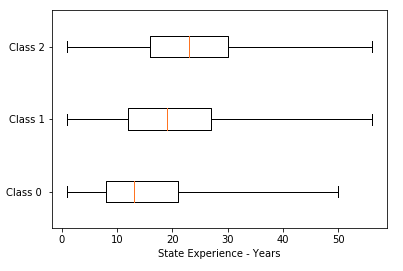 Class 2
Class 1
Class 0
0 10 20 30 40 50
State Experience - Years